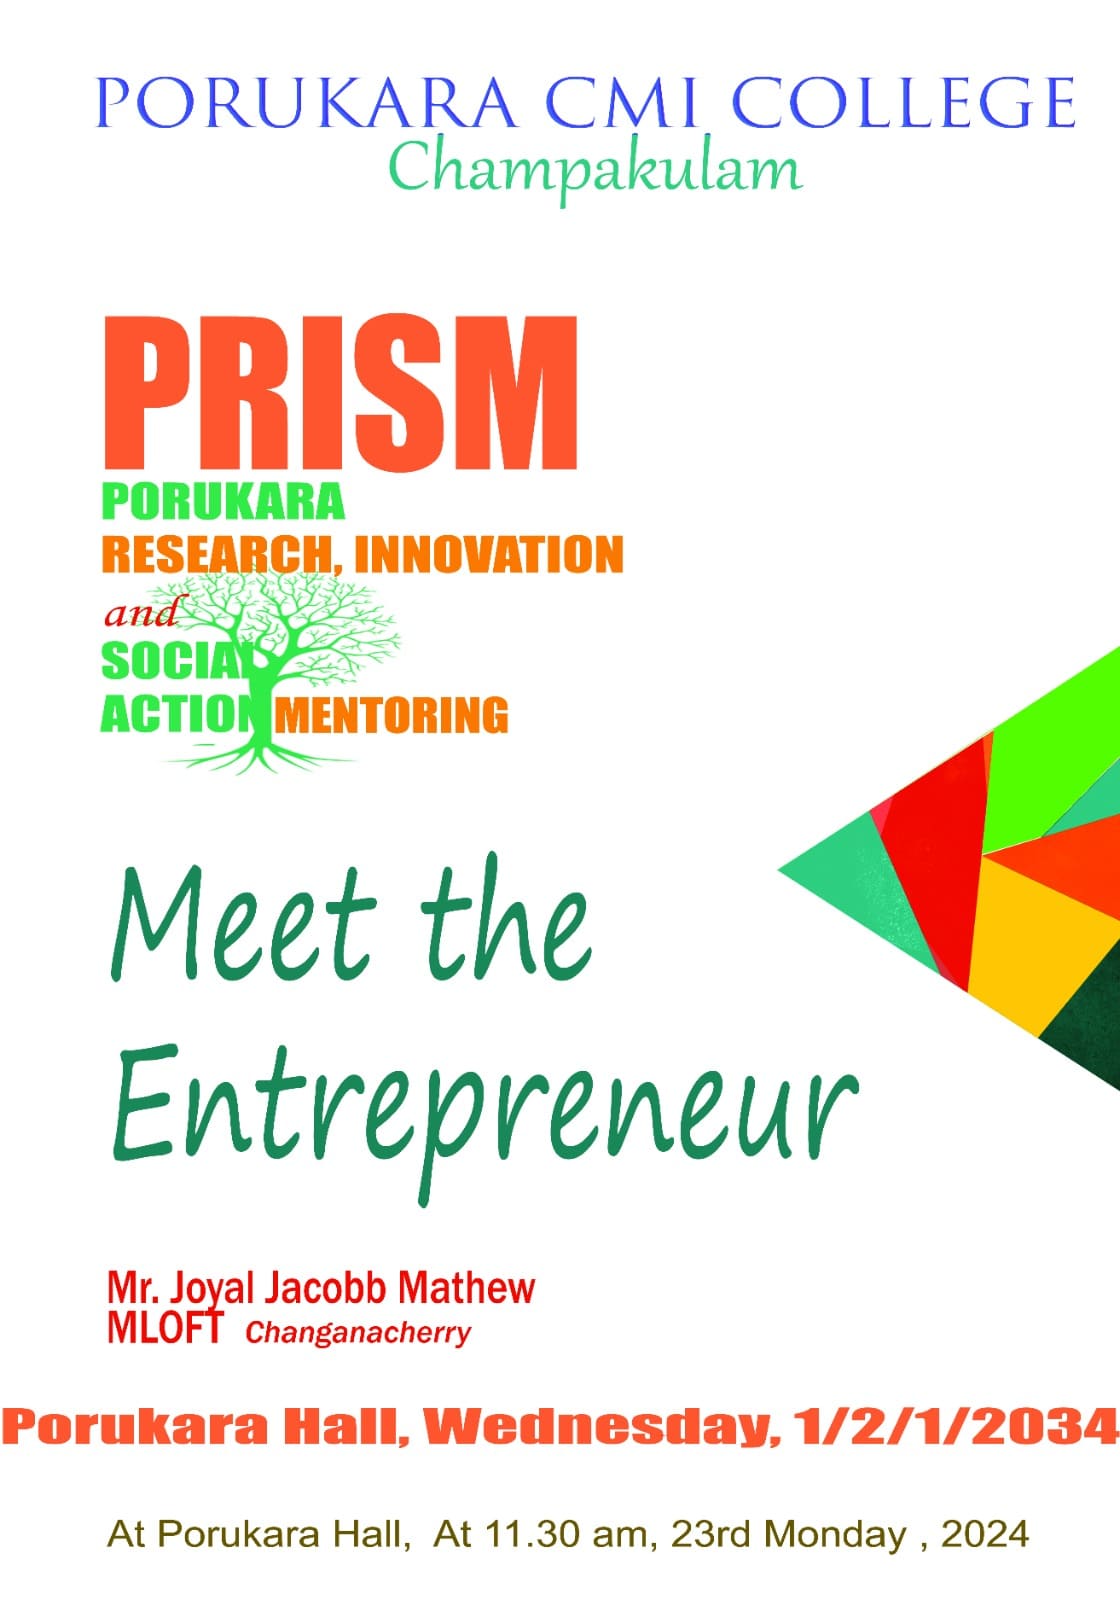 PORUKARA CMI COLLEGE
Champakulam
PRISM
PORUKARA
RESEARCH, INNOVATION
and
SOCIAL
ACTION MENTORING
Meet the
Entrepreneur
Mr. Joyal Jacobb Mathew
MLOFT Changanacherry
Porukara Hall, Wednesday, 1/2/1/2034
At Porukara Hall, At 11.30 am, 23rd Monday , 2024